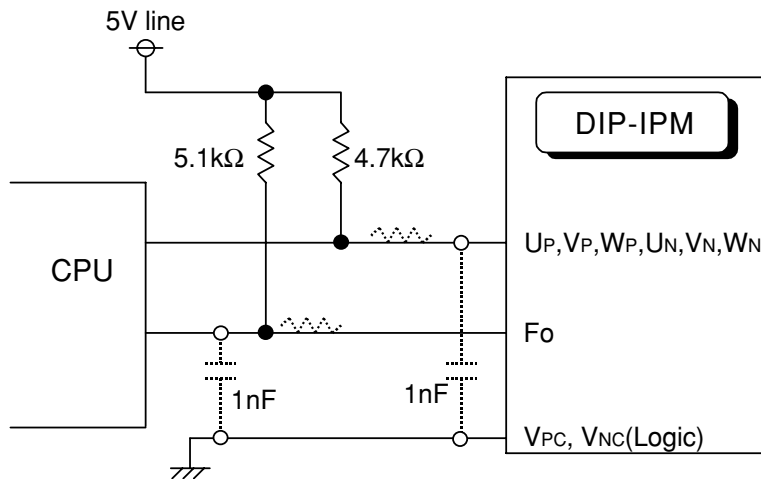 5V line
DIP-IPM
5.1kΩ
4.7kΩ
UP,VP,WP,UN,VN,WN
CPU
Fo
1nF
1nF
VPC, VNC(Logic)